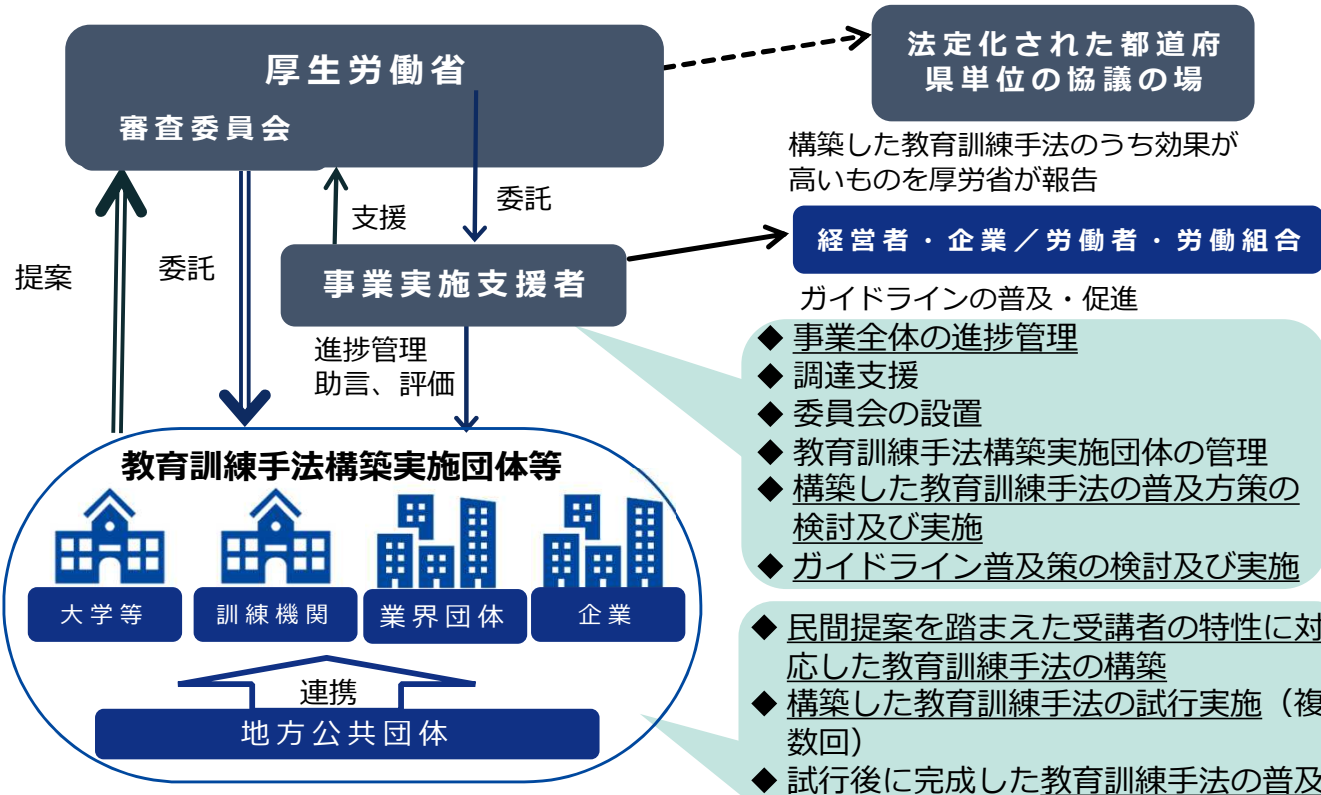 厚生労働省
審査委員会
法定化された都道府
県単位の協議の場
構築した教育訓練手法のうち効果が
高いものを厚労省が報告
支援
委託
経営者・企業／労働者・労働組合
提案
委託
事業実施支援者
ガイドラインの普及・促進
進捗管理
助言、評価
◆ 事業全体の進捗管理
◆ 調達支援
◆ 委員会の設置
◆ 教育訓練手法構築実施団体の管理
◆ 構築した教育訓練手法の普及方策の
検討及び実施
◆ ガイドライン普及策の検討及び実施
教育訓練手法構築実施団体等
大学等
訓練機関
業界団体
企業
連携
地方公共団体
◆ 民間提案を踏まえた受講者の特性に対
応した教育訓練手法の構築
◆ 構築した教育訓練手法の試行実施（複
数回）
◆ 試行後に完成した教育訓練手法の普及